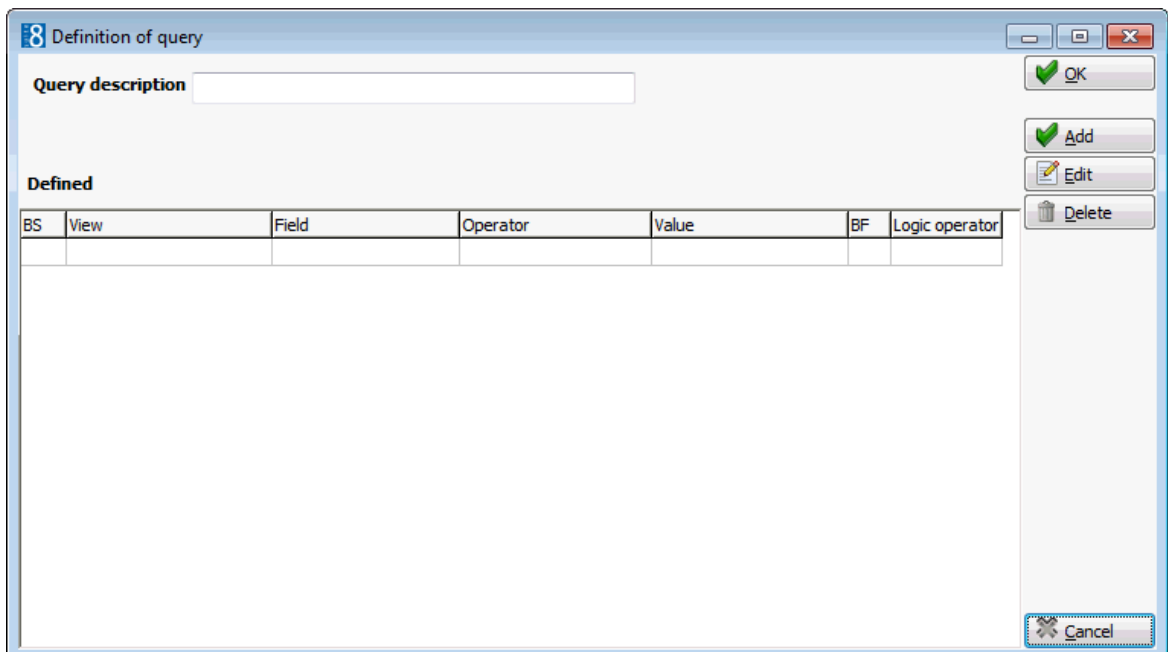 8 Definition of query
Query description
OK
Add
Edit
Defined
Delete
BS View Field Operator Value BF Logic operator
Cancel